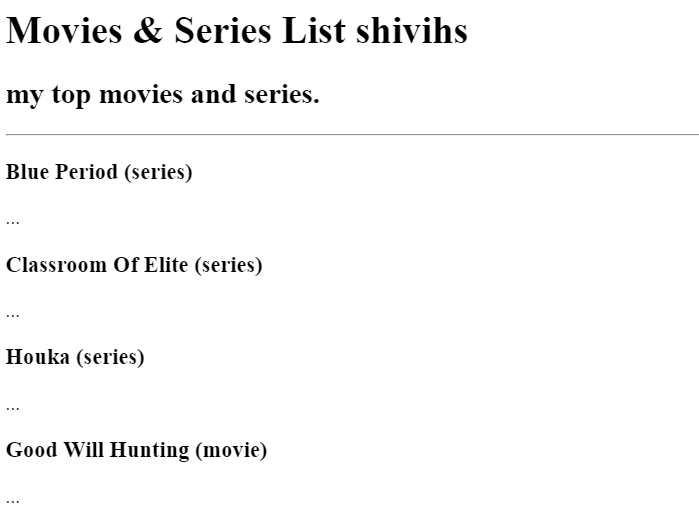 Movies & Series List shivihs
my top movies and series.
Blue Period (series)
...
Classroom Of Elite (series)
...
Houka (series)
...
Good Will Hunting (movie)
...